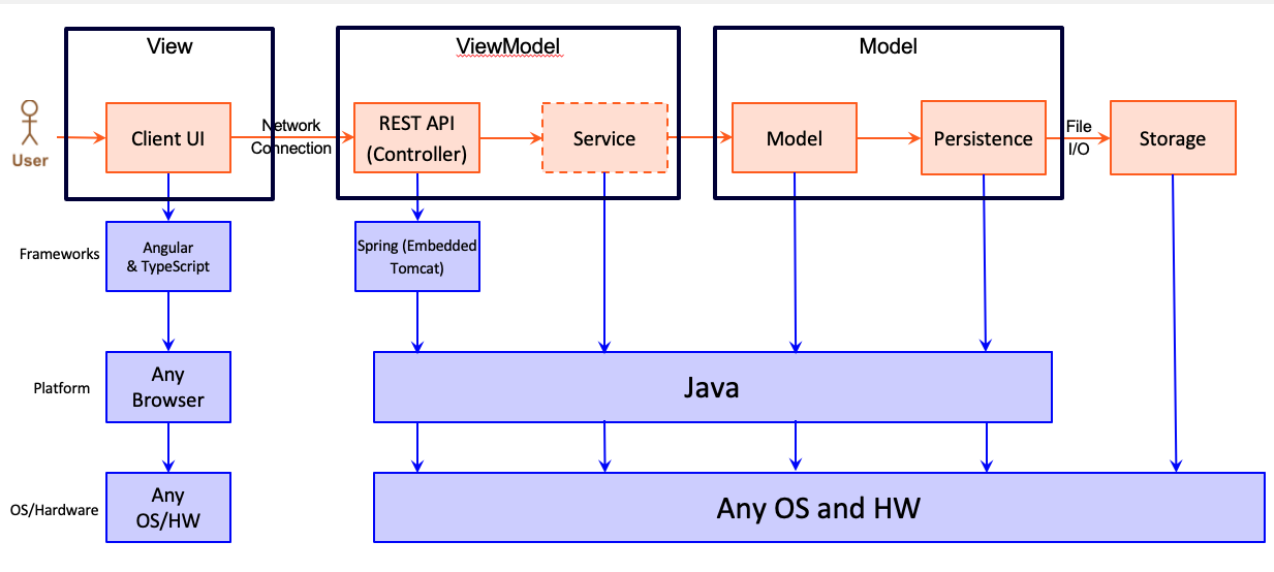 View
ViewModel
Model
User
Client UI
Network
Connection
REST API
(Controller)
Service
Model
Persistence
File
I/O
Storage
Frameworks
Angular
& TypeScript
Spring (Embedded
Tomcat)
Platform
Any
Browser
Java
OS/Hardware
Any
OS/HW
Any OS and HW